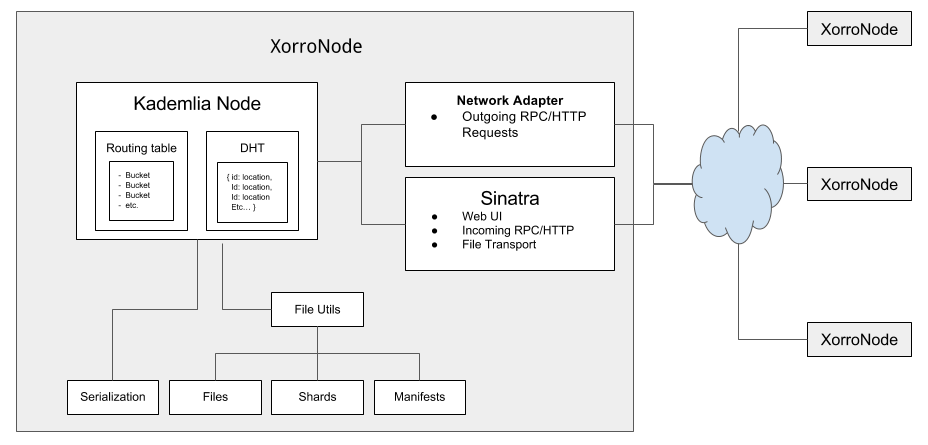 XorroNode
Kademlia Node
Routing table
- Bucket
- Bucket
- Bucket
- etc.
DHT
{ id: location,
Id: location,
Id: location
Etc... }
Network Adapter
● Outgoing RPC/HTTP
Requests
Sinatra
● Web UI
● Incoming RPC/HTTP
● File Transport
File Utils
Serialization
Files
Shards
Manifests
XorroNode
XorroNode
XorroNode